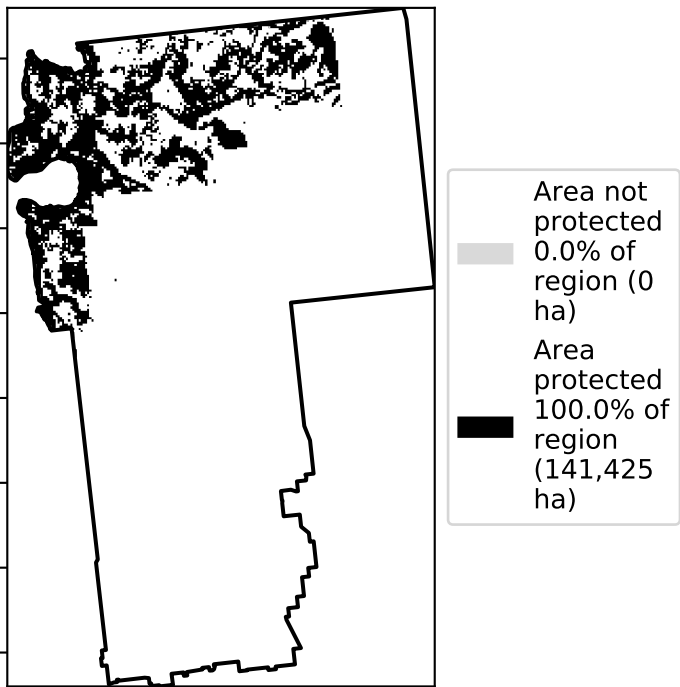 Area not
protected
0.0% of
region (0
ha)
Area
protected
100.0% of
region
(141,425
ha)